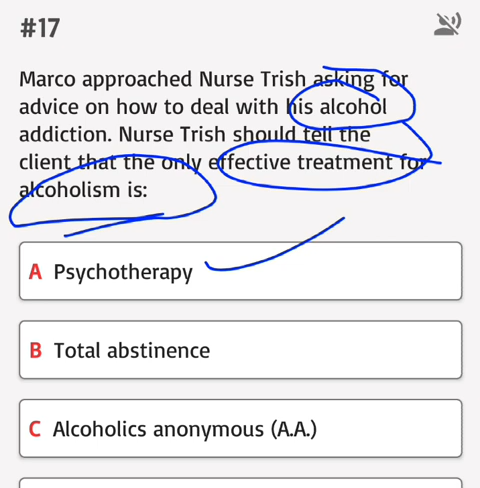 #17
Marco approached Nurse Trish asking for
advice on how to deal with his alcohol
addiction. Nurse Trish should tell the
client that the only effective treatment for
alcoholism is:
A Psychotherapy
B Total abstinence
C Alcoholics anonymous (A.A.)